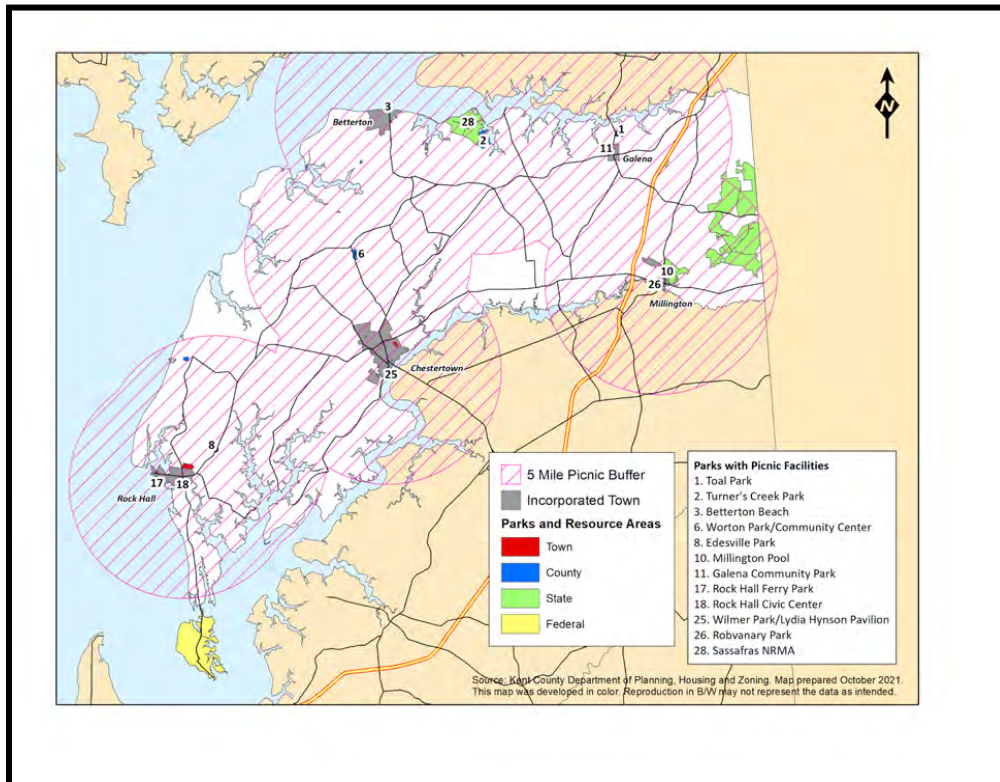 N
3
Betterton
28
2
1
11
Galena
6
10
26
Millington
Chestertown
25
8
17
18
Rock Hall
5 Mile Picnic Buffer
Incorporated Town
Parks and Resource Areas
Town
County
State
Federal
Parks with Picnic Facilities
1. Toal Park
2. Turner's Creek Park
3. Betterton Beach
6. Worton Park/Community Center
8. Edesville Park
10. Millington Pool
11. Galena Community Park
17. Rock Hall Ferry Park
18. Rock Hall Civic Center
25. Wilmer Park/Lydia Hynson Pavilion
26. Robvanary Park
28. Sassafras NRMA
Source: Kent County Department of Planning, Housing and Zoning. Map prepared October 2021.
This map was developed in color. Reproduction in B/W may not represent the data as intended.